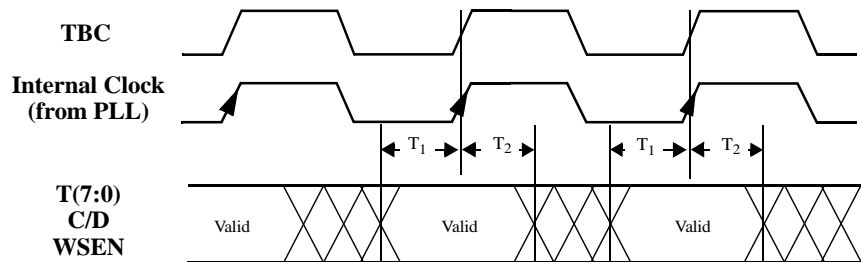 TBC
Internal Clock
(from PLL)
T1 T2 T1 T2
T(7:0)
C/D
WSEN
Valid Valid Valid